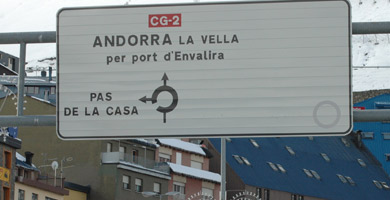 CG-2
ANDORRA LA VELLA
per port d'Envalira
PAS
DE LA CASA